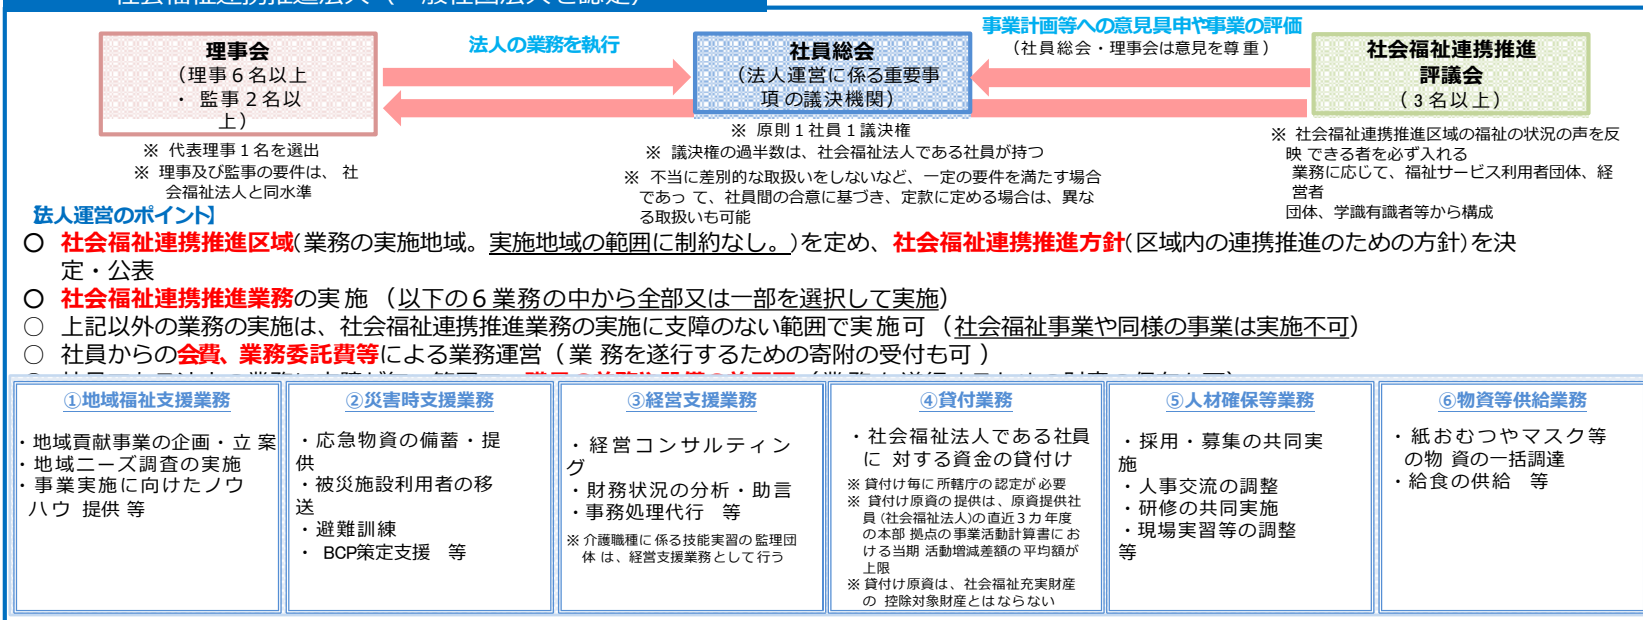 社会福祉連携推進法人（一般社団法人を認定）
事業計画等への意見具申や事業の評価
（社員総会・理事会は意見を尊重）
法人の業務を執行
理事会
（理事６名以上
・ 監事２名以
上）
社員総会
（法人運営に係る重要事
項の議決機関）
社会福祉連携推進
評議会
（３名以上）
※ 代表理事１名を選出
※ 理事及び監事の要件は、 社
会福祉法人と同水準
※ 原則１社員１議決権
※ 議決権の過半数は、社会福祉法人である社員が持つ
※ 不当に差別的な取扱いをしないなど、一定の要件を満たす場合
であっ て、社員間の合意に基づき、定款に定める場合は、異な
る取扱いも可能
※ 社会福祉連携推進区域の福祉の状況の声を反
映 できる者を必ず入れる
業務に応じて、福祉サービス利用者団体、経
営者
団体、学識有識者等から構成
【法人運営のポイント】
○ 社会福祉連携推進区域(業務の実施地域。実施地域の範囲に制約なし。)を定め、社会福祉連携推進方針(区域内の連携推進のための方針)を決
定・公表
○ 社会福祉連携推進業務の実 施 （以下の６業務の中から全部又は一部を選択して実施）
○ 上記以外の業務の実施は、社会福祉連携推進業務の実施に支障のない範囲で実施可 （社会福祉事業や同様の事業は実施不可）
○ 社員からの会費、業務委託費等による業務運営（業 務を遂行するための寄附の受付も可 ）
①地域福祉支援業務
・地域貢献事業の企画・立 案
・地域ニーズ調査の実施
・事業実施に向けたノウ
ハウ 提供 等
②災害時支援業務
・応急物資の備蓄・提
供
・被災施設利用者の移
送
・避難訓練
・ BCP策定支援 等
③経営支援業務
・経営コンサルティン
グ
・財務状況の分析・助言
・事務処理代行 等
※介護職種に係る技能実習の監理団
体 は、経営支援業務として行う
④貸付業務
・社会福祉法人である社員
に 対する資金の貸付け
※貸付け毎に所轄庁の認定が必要
※ 貸付け原資の提供は、原資提供社
員(社会福祉法人)の直近３カ年度
の本部 拠点の事業活動計算書にお
ける当期 活動増減差額の平均額が
上限
※貸付け原資は、社会福祉充実財産
の 控除対象財産とはならない
⑤人材確保等業務
・採用・募集の共同実
施
・人事交流の調整
・研修の共同実施
・現場実習等の調整
等
⑥物資等供給業務
・紙おむつやマスク等
の物 資の一括調達
・給食の供給 等